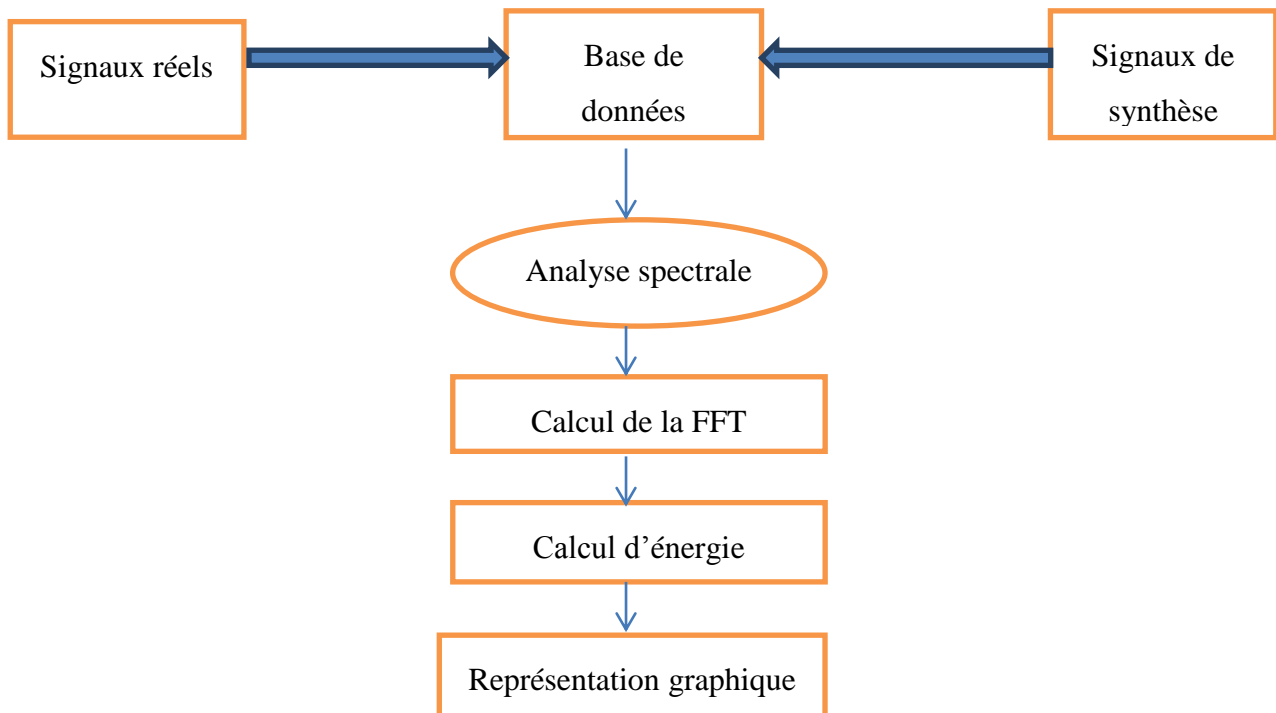 Signaux réels
Base de
données
Signaux de
synthèse
Analyse spectrale
Calcul de la FFT
Calcul d’énergie
Représentation graphique